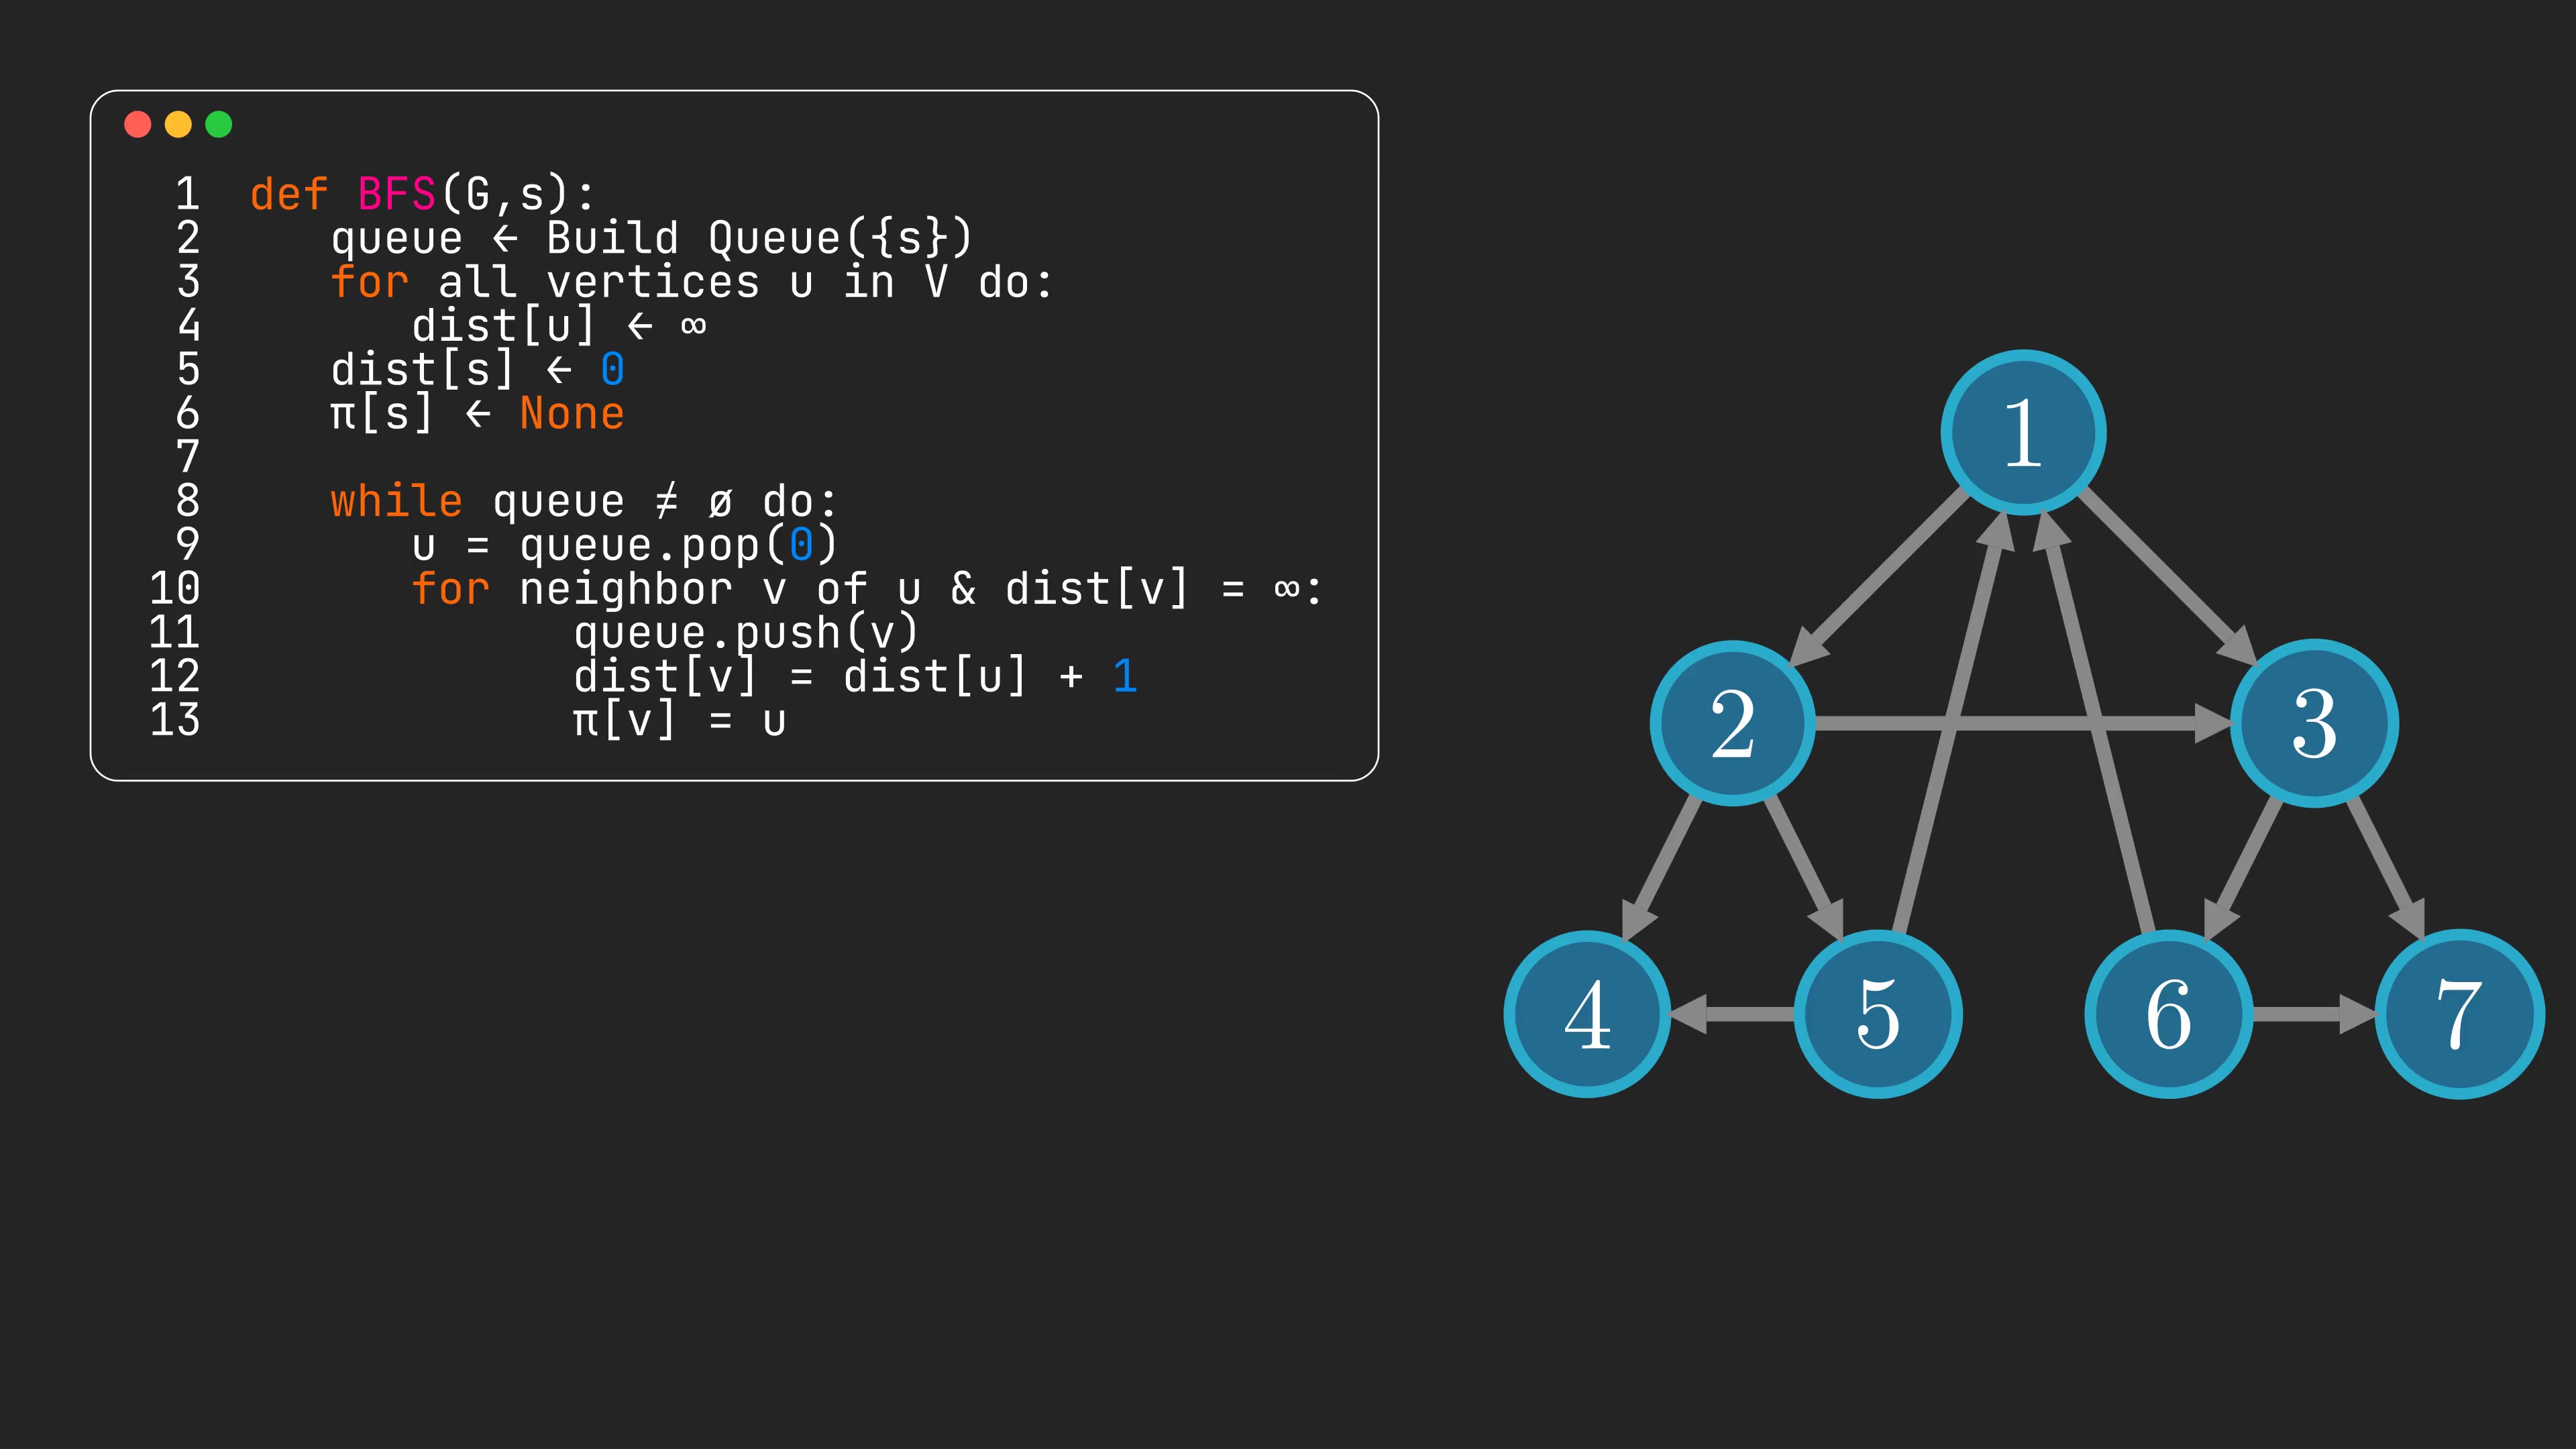 1 def BFS(G,s):
2 queue ← Build Queue({s})
3 for all vertices u in V do:
4 dist[u] ← ∞
5 dist[s] ← 0
6 π[s] ← None
7
8 while queue ≠ ø do:
9 u = queue.pop(0)
10 for neighbor v of u & dist[v] = ∞:
11 queue.push(v)
12 dist[v] = dist[u] + 1
13 π[v] = u
1
2 3
4 5 6 7